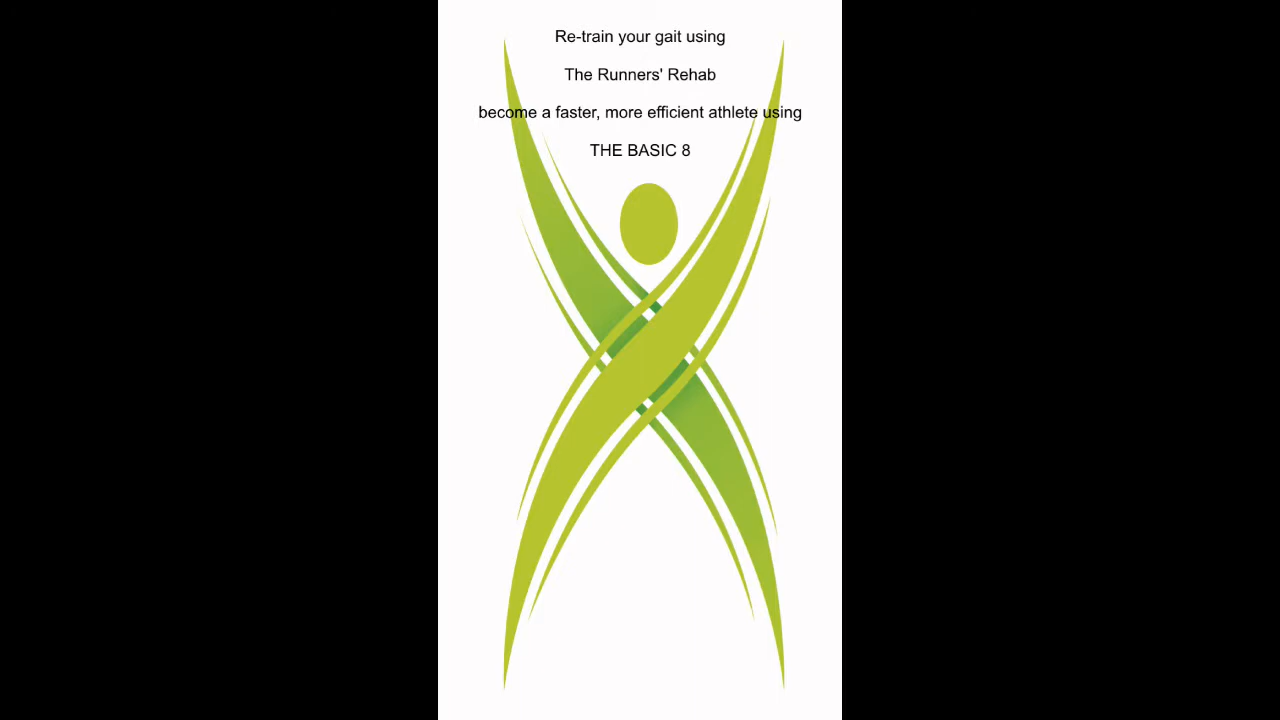 Re-train your gait using
The Runners' Rehab
become a faster, more efficient athlete using
THE BASIC 8